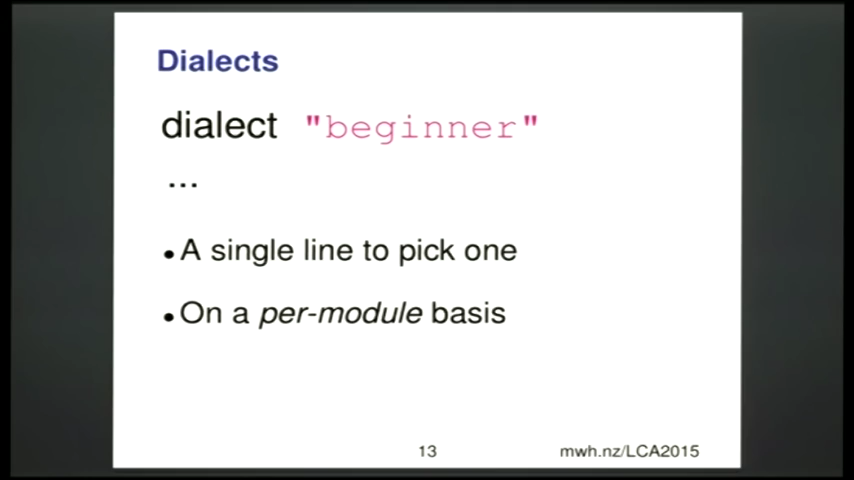 Dialects
dialect "beginner"
...
• A single line to pick one
• On a per-module basis
13
mwh.nz/LCA2015